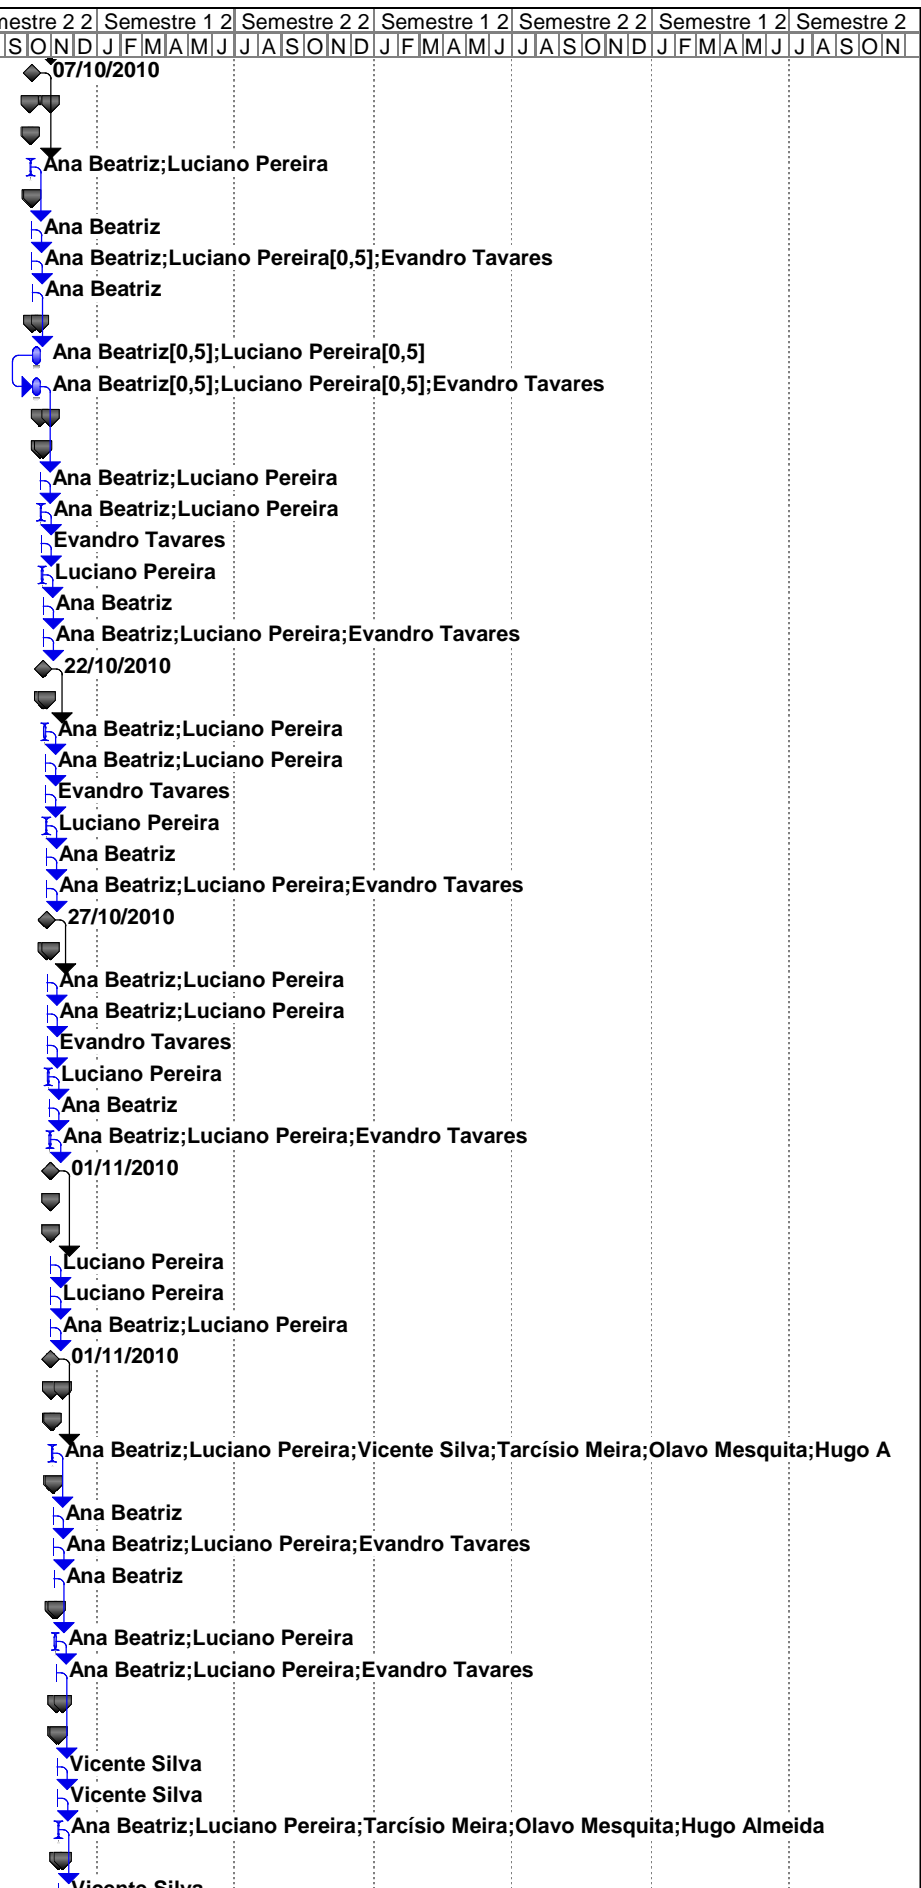 nestre 2 2 Semestre 1 2 Semestre 2 2 Semestre 1 2 Semestre 2 2 Semestre 1 2 Semestre 2
S O N D J F M A M J J A S O N D J F M A M J J A S O N D J F M A M J J A S O N
07/10/2010
Ana Beatriz;Luciano Pereira
Ana Beatriz
Ana Beatriz;Luciano Pereira[0,5];Evandro Tavares
Ana Beatriz
Ana Beatriz[0,5];Luciano Pereira[0,5]
Ana Beatriz[0,5];Luciano Pereira[0,5];Evandro Tavares
Ana Beatriz;Luciano Pereira
Ana Beatriz;Luciano Pereira
Evandro Tavares
Luciano Pereira
Ana Beatriz
Ana Beatriz;Luciano Pereira;Evandro Tavares
22/10/2010
Ana Beatriz;Luciano Pereira
Ana Beatriz;Luciano Pereira
Evandro Tavares
Luciano Pereira
Ana Beatriz
Ana Beatriz;Luciano Pereira;Evandro Tavares
27/10/2010
Ana Beatriz;Luciano Pereira
Ana Beatriz;Luciano Pereira
Evandro Tavares
Luciano Pereira
Ana Beatriz
Ana Beatriz;Luciano Pereira;Evandro Tavares
01/11/2010
Luciano Pereira
Luciano Pereira
Ana Beatriz;Luciano Pereira
01/11/2010
Ana Beatriz;Luciano Pereira;Vicente Silva;Tarcísio Meira;Olavo Mesquita;Hugo A
Ana Beatriz
Ana Beatriz;Luciano Pereira;Evandro Tavares
Ana Beatriz
Ana Beatriz;Luciano Pereira
Ana Beatriz;Luciano Pereira;Evandro Tavares
Vicente Silva
Vicente Silva
Ana Beatriz;Luciano Pereira;Tarcísio Meira;Olavo Mesquita;Hugo Almeida
Vicente Silva